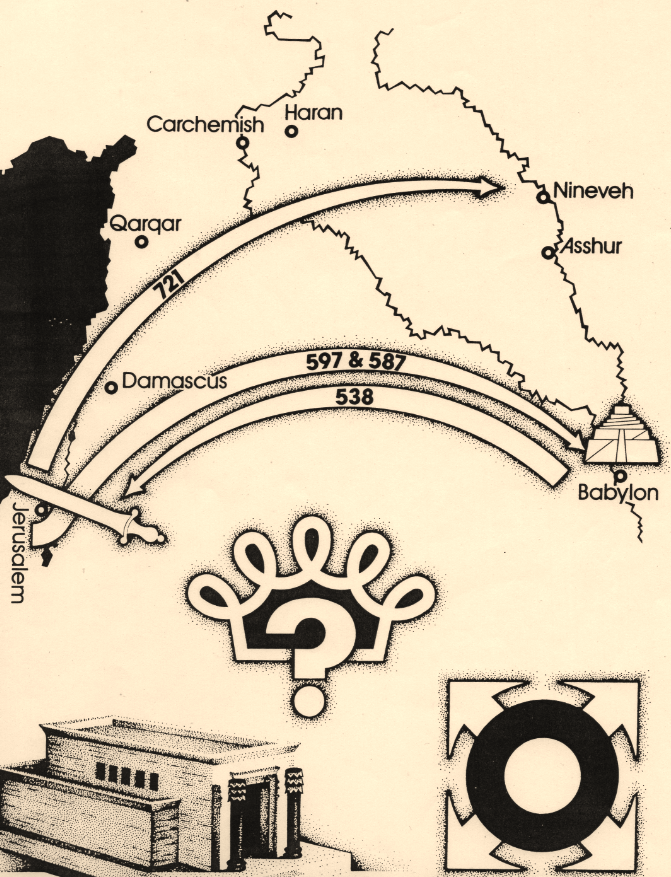 Haran
Carchemish
Nineveh
Qarqar
Asshur
721
597 & 587
Damascus
538
Babylon
Jerusalem
?